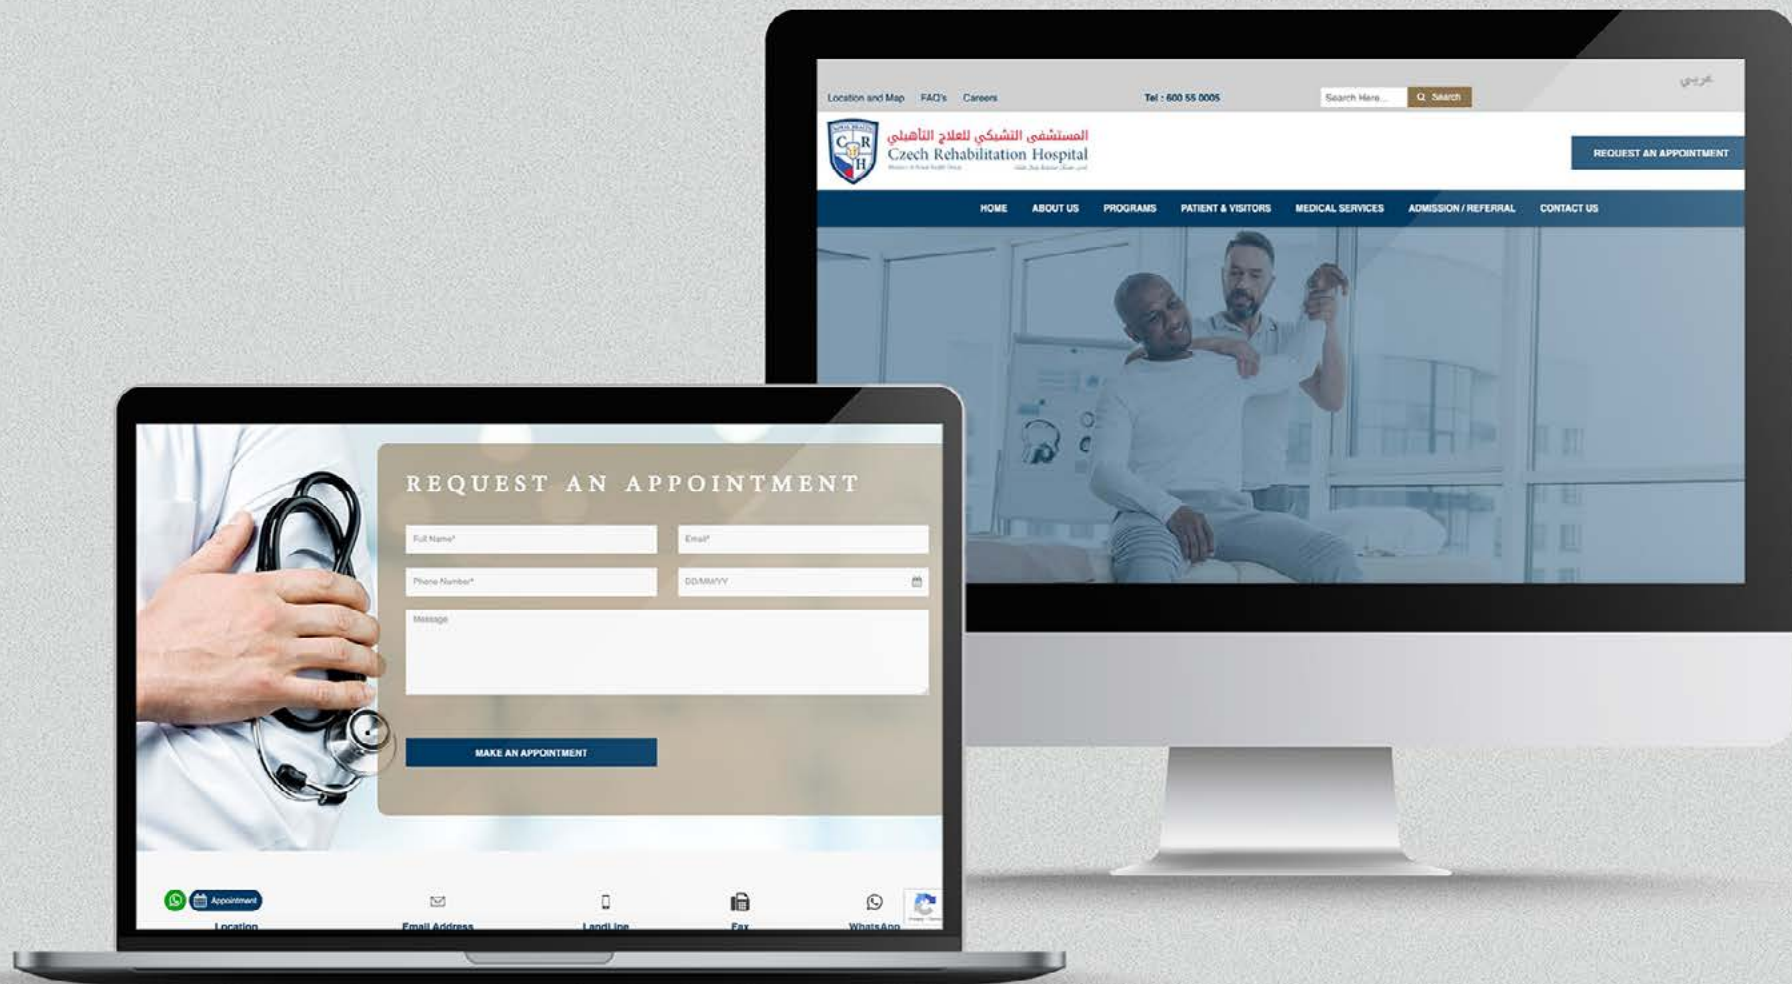 عربي
Location and Map FAQ's Careers Tel : 600 55 0005 Search Here... Search
المستشفى التشيكي للعلاج التأهيلي
Czech Rehabilitation Hospital
C R
H
REQUEST AN APPOINTMENT
HOME ABOUT US PROGRAMS PATIENT & VISITORS MEDICAL SERVICES ADMISSION / REFERRAL CONTACT US
REQUEST AN APPOINTMENT
Full Name* Email*
Phone Number* DD/MM/YY
Message
MAKE AN APPOINTMENT
Appointment
Location Email Address LandLine Fax WhatsApp